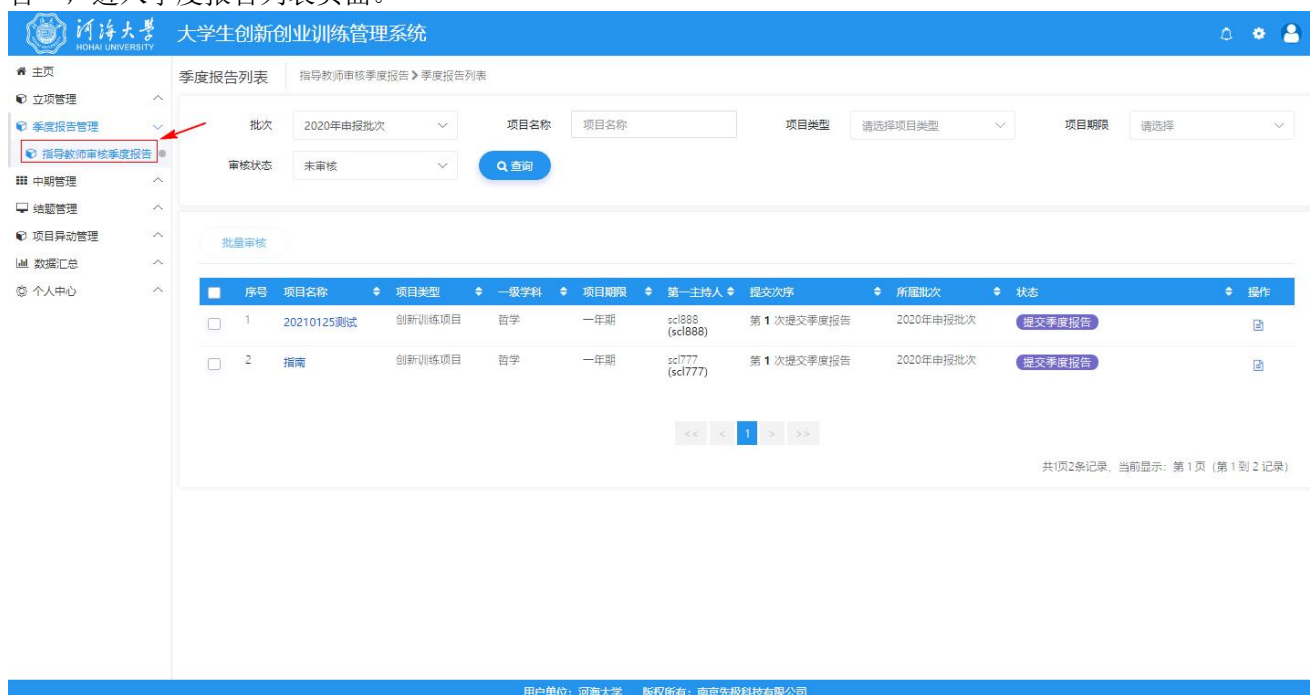 告”，进入季度报告列表页面。
河海大学 HOHAI UNIVERSITY 大学生创新创业训练管理系统
主页
立项管理
季度报告管理
指导教师审核季度报告
中期管理
结题管理
项目异动管理
数据汇总
个人中心
季度报告列表 指导教师审核季度报告 > 季度报告列表
批次 2020年申报批次 项目名称 项目名称 项目类型 请选择项目类型 项目期限 请选择
审核状态 未审核 查询
批量审核
序号 项目名称 项目类型 一级学科 项目期限 第一主持人 提交次序 所属批次 状态 操作
1 20210125测试 创新训练项目 哲学 一年期 scl888 (scl888) 第 1 次提交季度报告 2020年申报批次 提交季度报告
2 指南 创新训练项目 哲学 一年期 scl777 (scl777) 第 1 次提交季度报告 2020年申报批次 提交季度报告
<< < 1 > >>
共1页2条记录, 当前显示: 第 1 页 (第 1 到 2 记录)
用户单位：河海大学 版权所有：南京先极科技有限公司